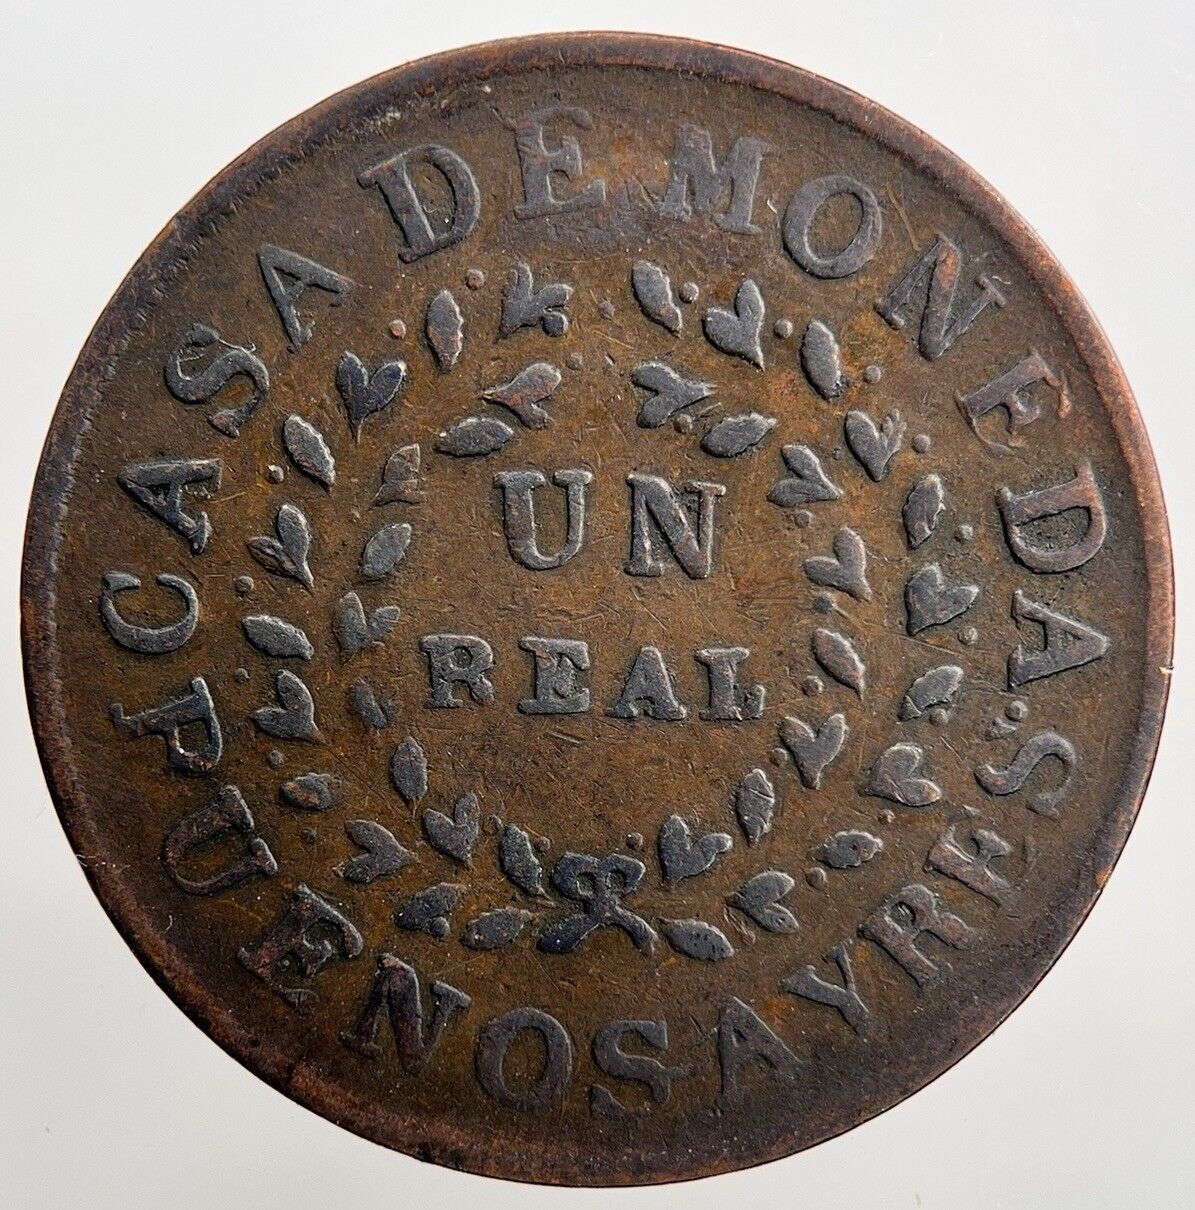 CASA DE MONEDA
BUENOS AYRES
UN
REAL